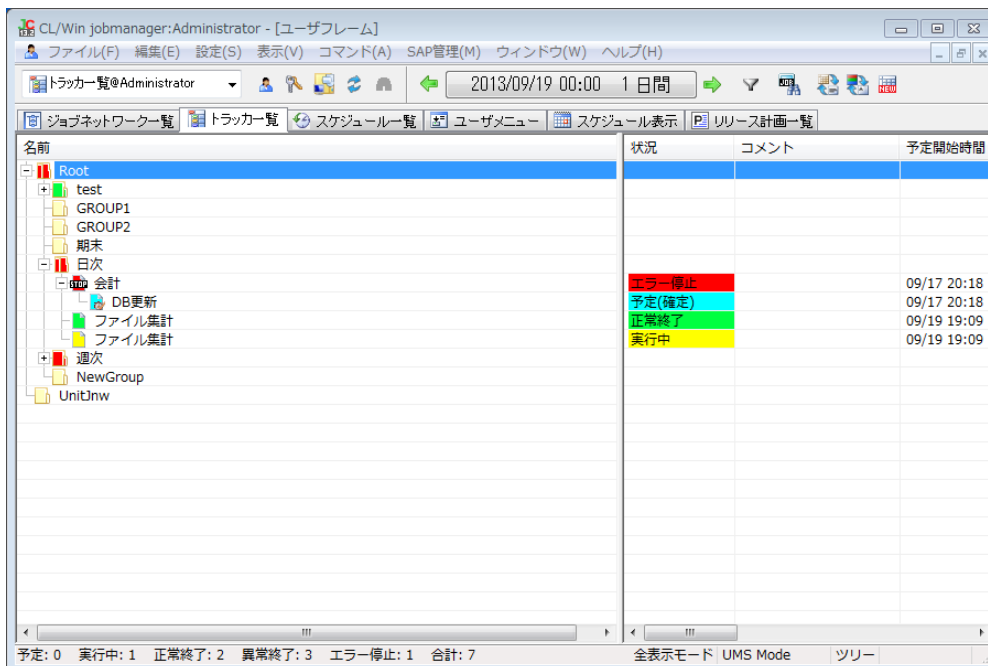 CL/Win jobmanager:Administrator - [ユーザフレーム]
ファイル(F) 編集(E) 設定(S) 表示(V) コマンド(A) SAP管理(M) ウィンドウ(W) ヘルプ(H)
トラッカ一覧@Administrator 2013/09/19 00:00 1 日間 NEW
ジョブネットワーク一覧 トラッカ一覧 スケジュール一覧 ユーザメニュー スケジュール表示 リリース計画一覧
名前 状況 コメント 予定開始時間
Root
test
GROUP1
GROUP2
期末
日次
STOP 会計 エラー停止 09/17 20:18
DB更新 予定(確定) 09/17 20:18
ファイル集計 正常終了 09/19 19:09
ファイル集計 実行中 09/19 19:09
週次
NewGroup
UnitJnw
予定: 0 実行中: 1 正常終了: 2 異常終了: 3 エラー停止: 1 合計: 7 全表示モード UMS Mode ツリー